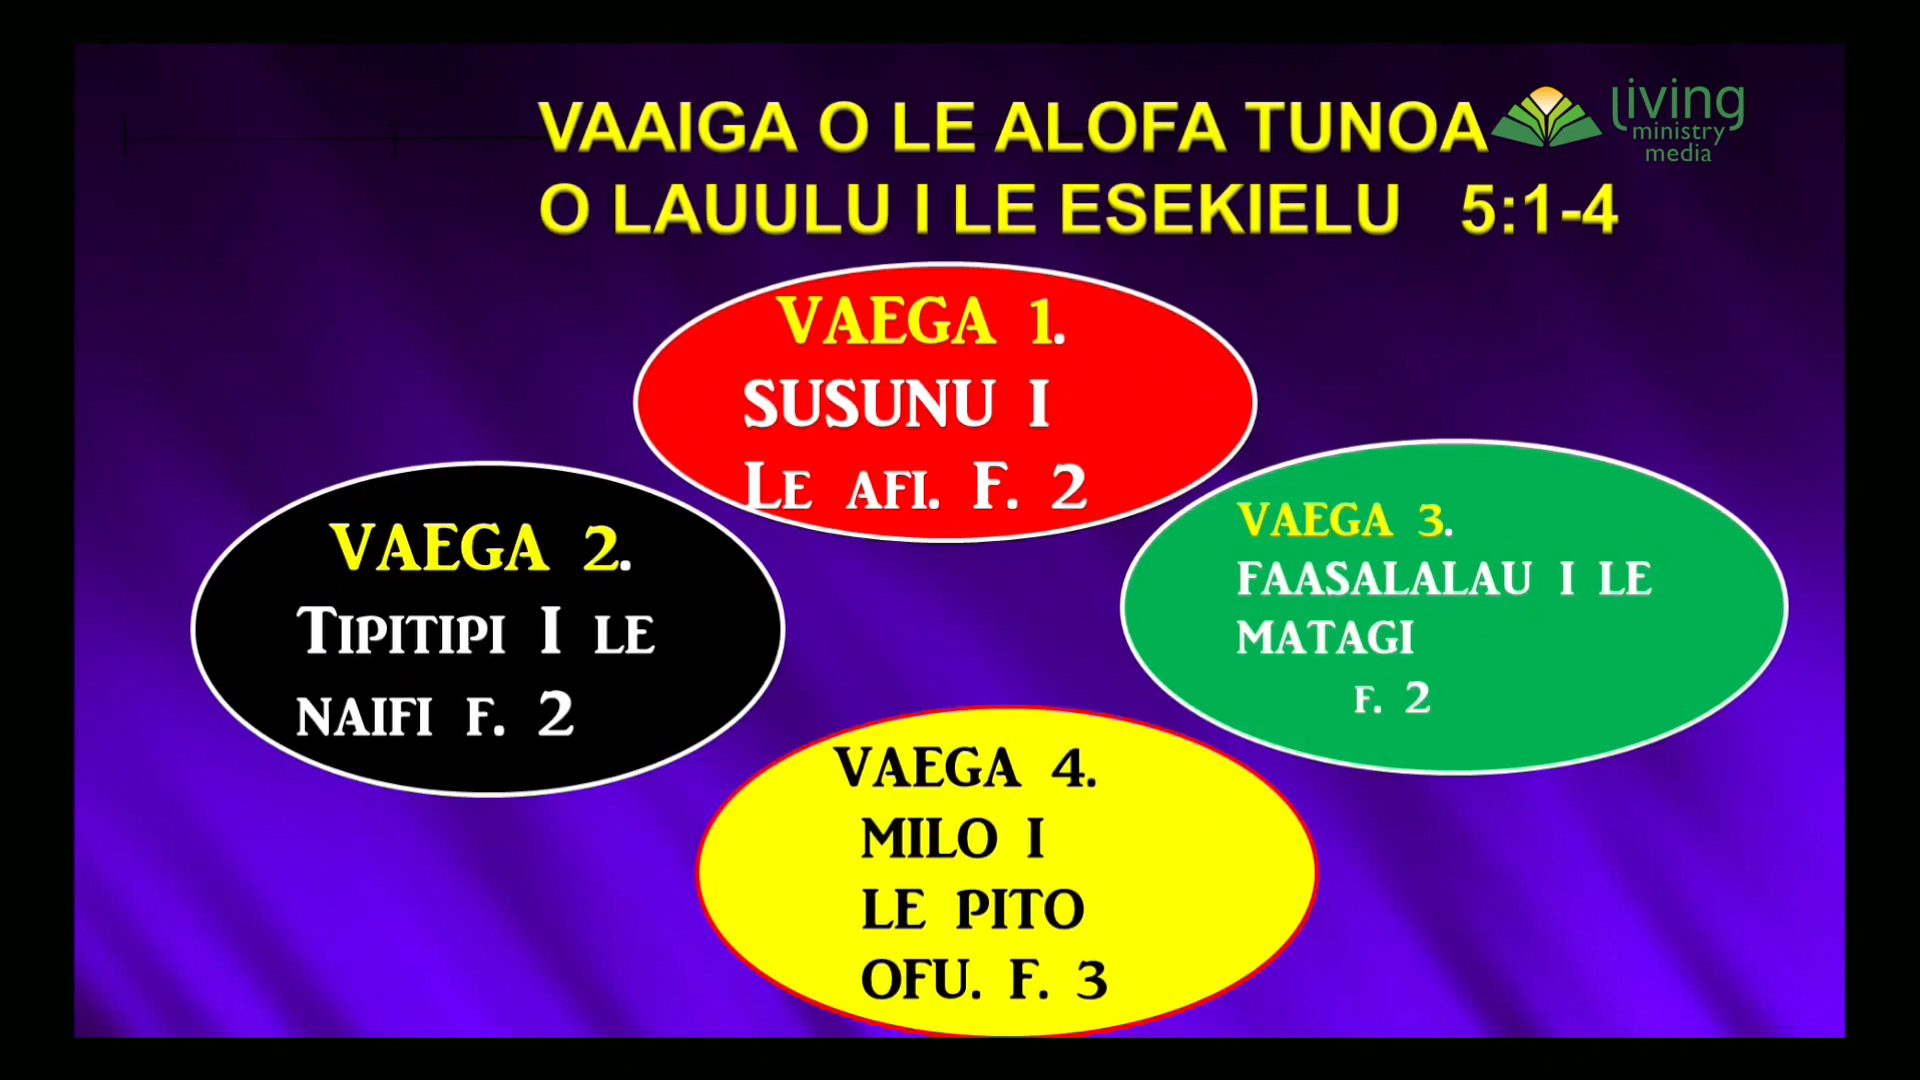 VAAIGA O LE ALOFA TUNOA
O LAUULU I LE ESEKIELU 5:1-4
living
ministry
media
VAEGA 1.
SUSUNU I
LE AFI. F. 2
VAEGA 2.
TIPITIPI I LE
NAIFI F. 2
VAEGA 3.
FAASALALAU I LE
MATAGI
F. 2
VAEGA 4.
MILO I
LE PITO
OFU. F. 3